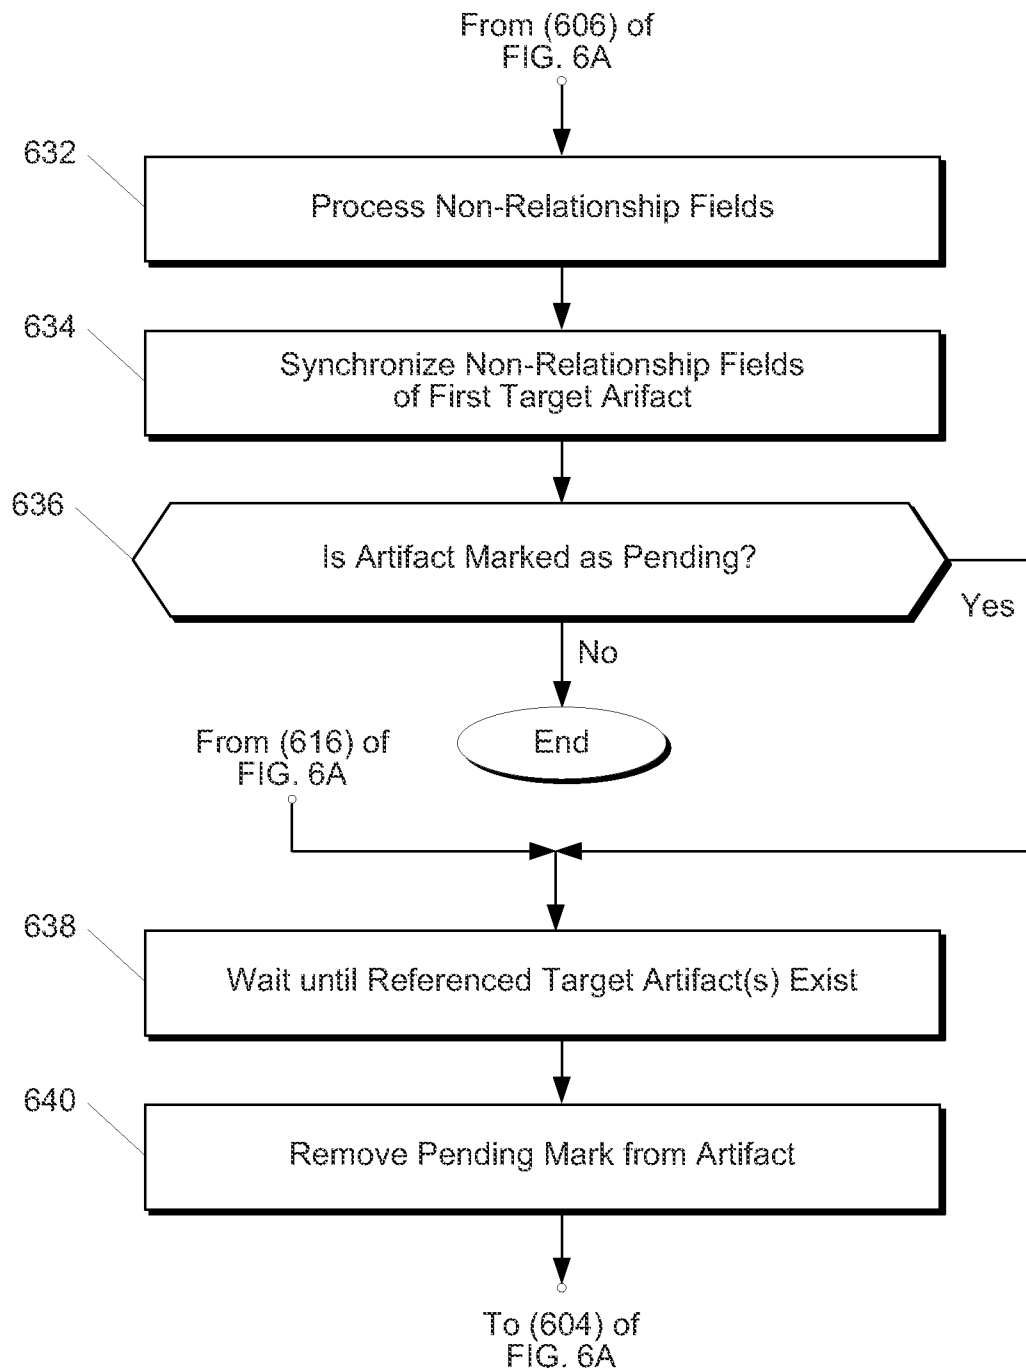 From (606) of
FIG. 6A
632
Process Non-Relationship Fields
634
Synchronize Non-Relationship Fields
of First Target Arifact
636
Is Artifact Marked as Pending?
Yes
No
End
From (616) of
FIG. 6A
638
Wait until Referenced Target Artifact(s) Exist
640
Remove Pending Mark from Artifact
To (604) of
FIG. 6A